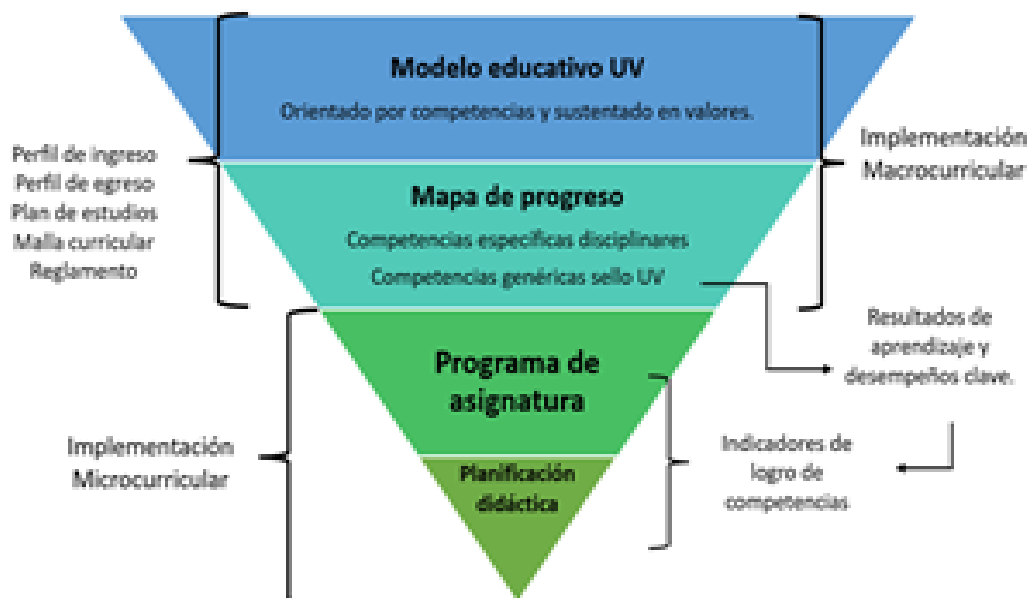 Modelo educativo UV
Orientado por competencias y sustentado en valores.
Perfil de ingreso
Perfil de egreso
Plan de estudios
Malla curricular
Reglamento
Implementación
Macrocurricular
Mapa de progreso
Competencias específicas disciplinares
Competencias genéricas sello UV
Resultados de
aprendizaje y
desempeños clave.
Programa de
asignatura
Implementación
Microcurricular
Indicadores de
logro de
competencias
Planificación
didáctica